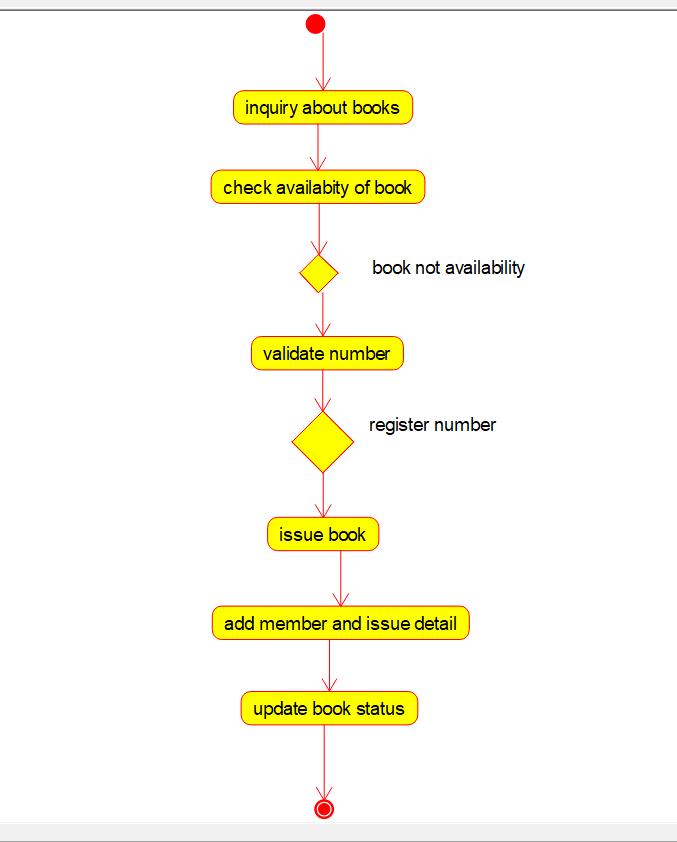 inquiry about books
check availabity of book
book not availability
validate number
register number
issue book
add member and issue detail
update book status